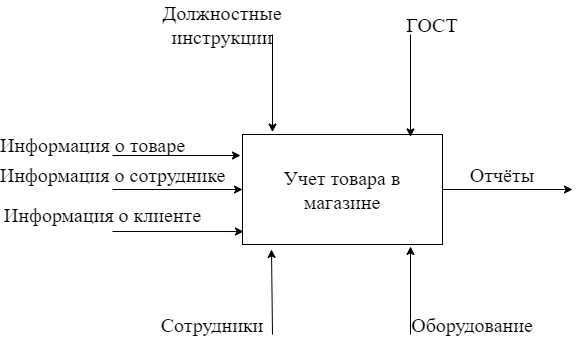 Должностные
инструкции
ГОСТ
Информация о товаре
Информация о сотруднике
Информация о клиенте
Учет товара в
магазине
Отчёты
Сотрудники
Оборудование